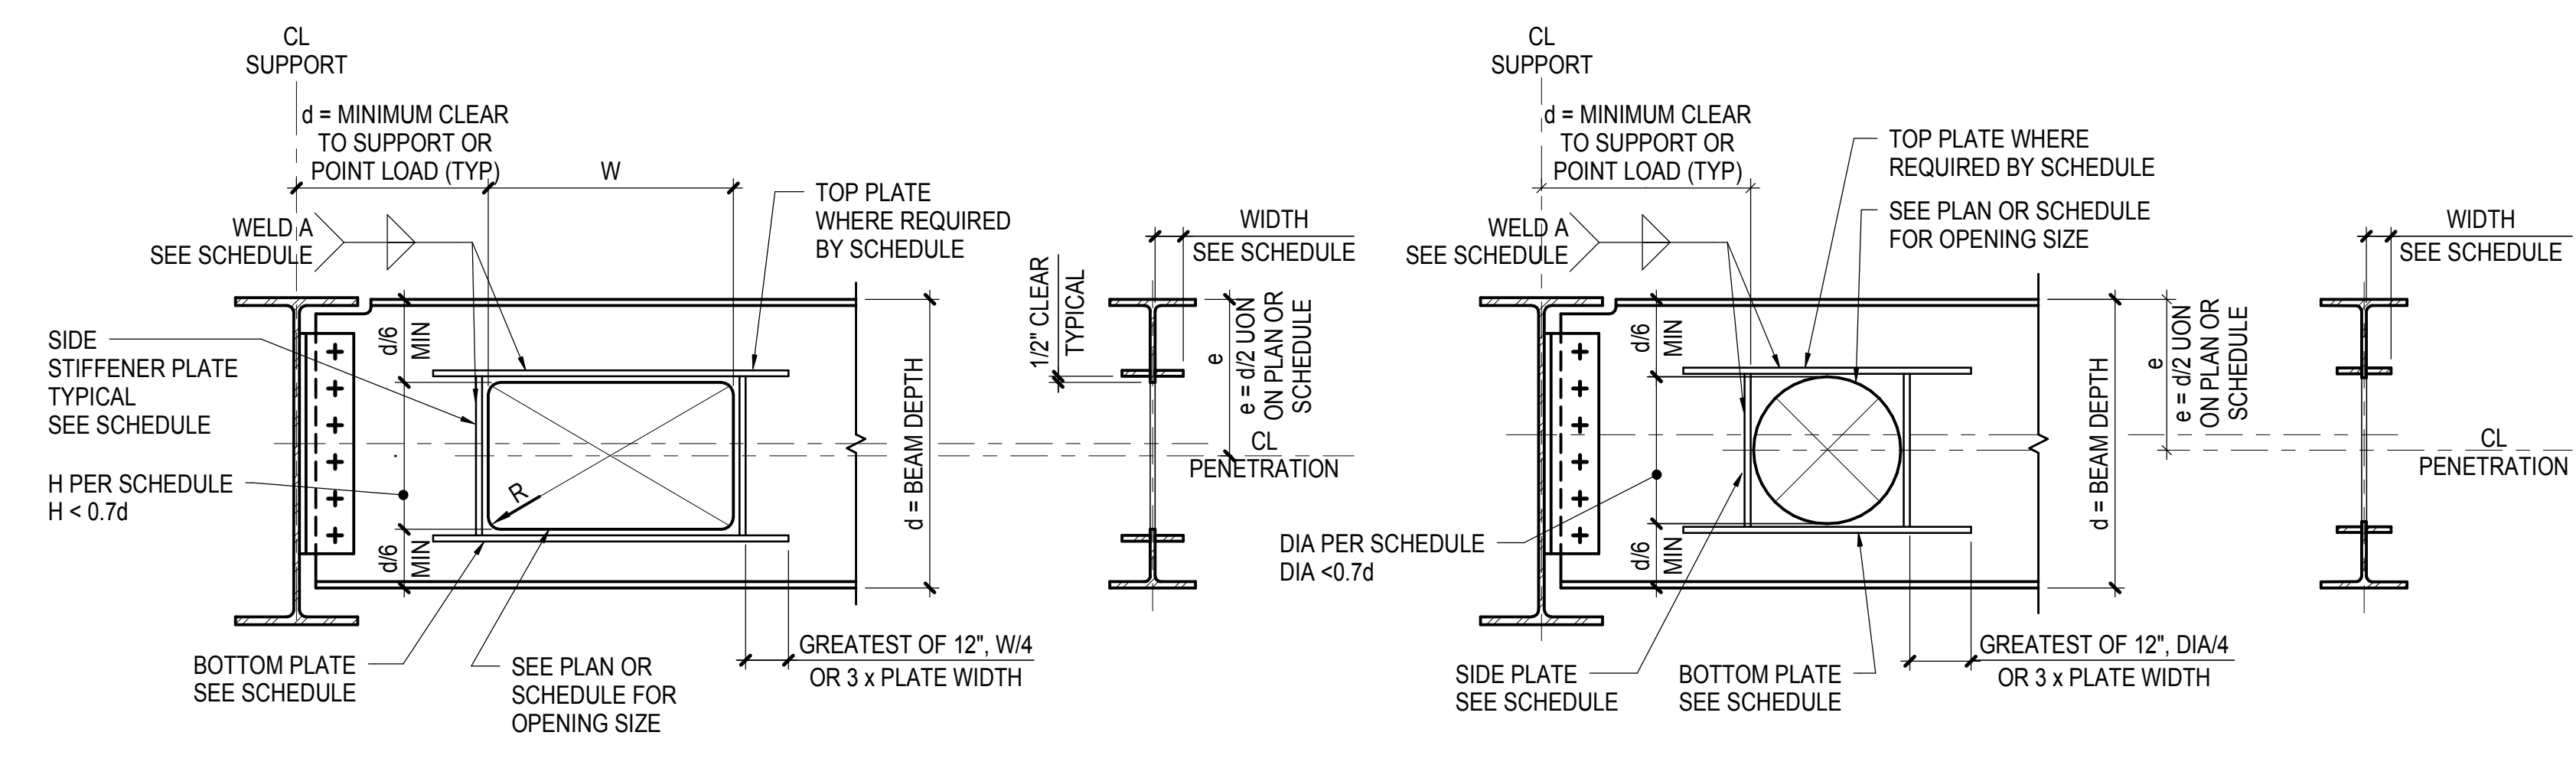 CL
SUPPORT
d = MINIMUM CLEAR
TO SUPPORT OR
POINT LOAD (TYP)
W
TOP PLATE
WHERE REQUIRED
BY SCHEDULE
WELD A
SEE SCHEDULE
SIDE
STIFFENER PLATE
TYPICAL
SEE SCHEDULE
H PER SCHEDULE
H < 0.7d
d/6
MIN
d/6
MIN
R
d = BEAM DEPTH
BOTTOM PLATE
SEE SCHEDULE
SEE PLAN OR
SCHEDULE FOR
OPENING SIZE
GREATEST OF 12", W/4
OR 3 x PLATE WIDTH
1/2" CLEAR
TYPICAL
WIDTH
SEE SCHEDULE
e
e = d/2 UON
ON PLAN OR
SCHEDULE
CL
PENETRATION
CL
SUPPORT
d = MINIMUM CLEAR
TO SUPPORT OR
POINT LOAD (TYP)
TOP PLATE WHERE
REQUIRED BY SCHEDULE
SEE PLAN OR SCHEDULE
FOR OPENING SIZE
WELD A
SEE SCHEDULE
d/6
MIN
d/6
MIN
DIA PER SCHEDULE
DIA <0.7d
d = BEAM DEPTH
SIDE PLATE
SEE SCHEDULE
BOTTOM PLATE
SEE SCHEDULE
GREATEST OF 12", DIA/4
OR 3 x PLATE WIDTH
e
e = d/2 UON
ON PLAN OR
SCHEDULE
WIDTH
SEE SCHEDULE
CL
PENETRATION